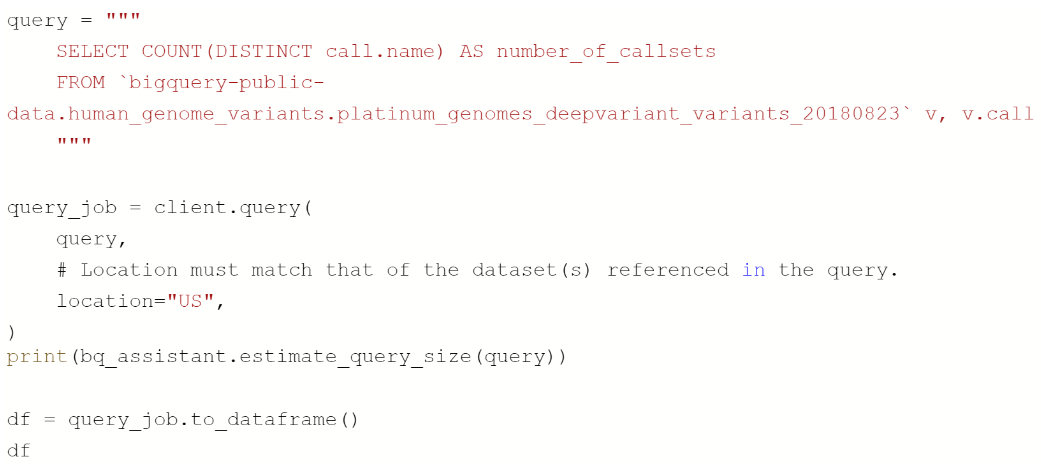 query = """
    SELECT COUNT(DISTINCT call.name) AS number_of_callsets
    FROM `bigquery-public-
data.human_genome_variants.platinum_genomes_deepvariant_variants_20180823` v, v.call
    """

query_job = client.query(
    query,
    # Location must match that of the dataset(s) referenced in the query.
    location="US",
)
print(bq_assistant.estimate_query_size(query))

df = query_job.to_dataframe()
df